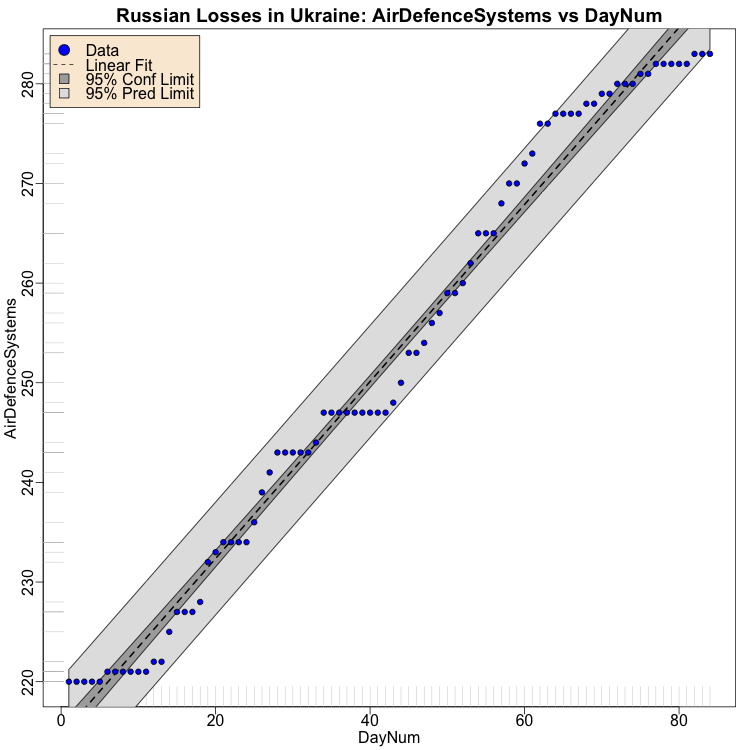 Russian Losses in Ukraine: AirDefenceSystems vs DayNum
Data
Linear Fit
95% Conf Limit
95% Pred Limit
AirDefenceSystems
280
270
260
250
240
230
220
0 20 40 60 80
DayNum